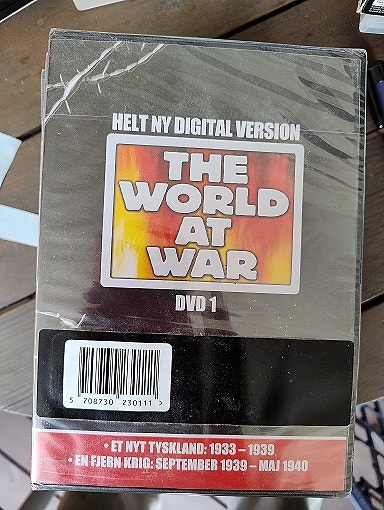 HELT NY DIGITAL VERSION
THE
WORLD
AT
WAR
DVD 1
5 708730 230111 >
• ET NYT TYSKLAND: 1933 – 1939
• EN FJERN KRIG: SEPTEMBER 1939 – MAJ 1940